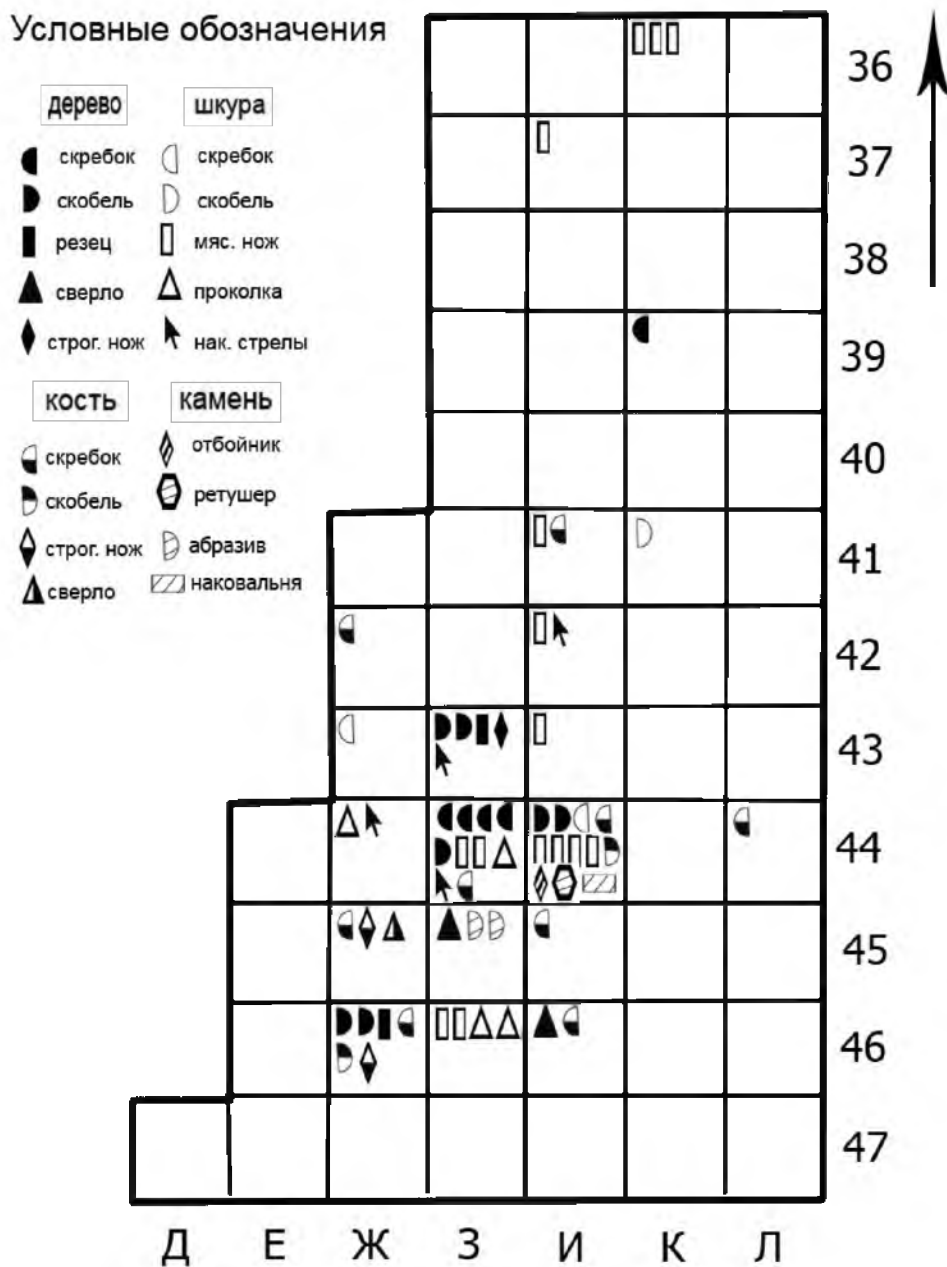 Условные обозначения
дерево
скребок
скобель
резец
сверло
строг. нож
шкура
скребок
скобель
мяс. нож
проколка
нак. стрелы
кость
скребок
скобель
строг. нож
сверло
камень
отбойник
ретушер
абразив
наковальня
36
37
38
39
40
41
42
43
44
45
46
47
Д Е Ж З И К Л